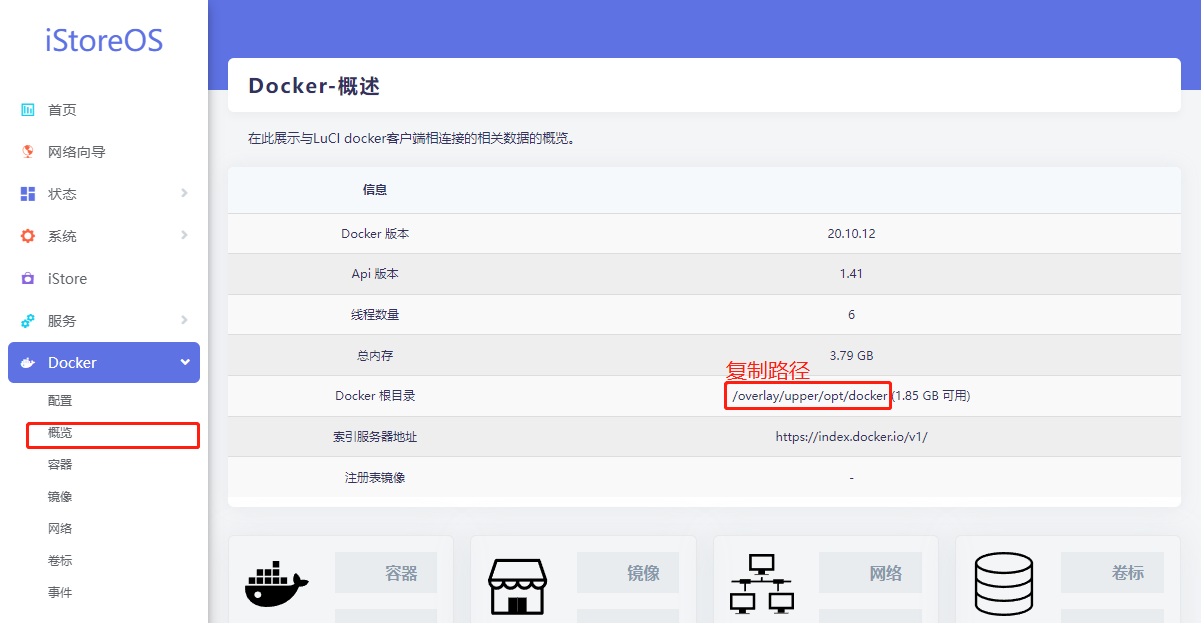 iStoreOS
首页
网络向导
状态
系统
iStore
服务
Docker
配置
概览
容器
镜像
网络
卷标
事件
Docker-概述
在此展示与LuCI docker客户端相连接的相关数据的概览。
信息
Docker 版本 20.10.12
Api 版本 1.41
线程数量 6
总内存 3.79 GB
复制路径
Docker 根目录 /overlay/upper/opt/docker (1.85 GB 可用)
索引服务器地址 https://index.docker.io/v1/
注册表镜像 -
容器 镜像 网络 卷标